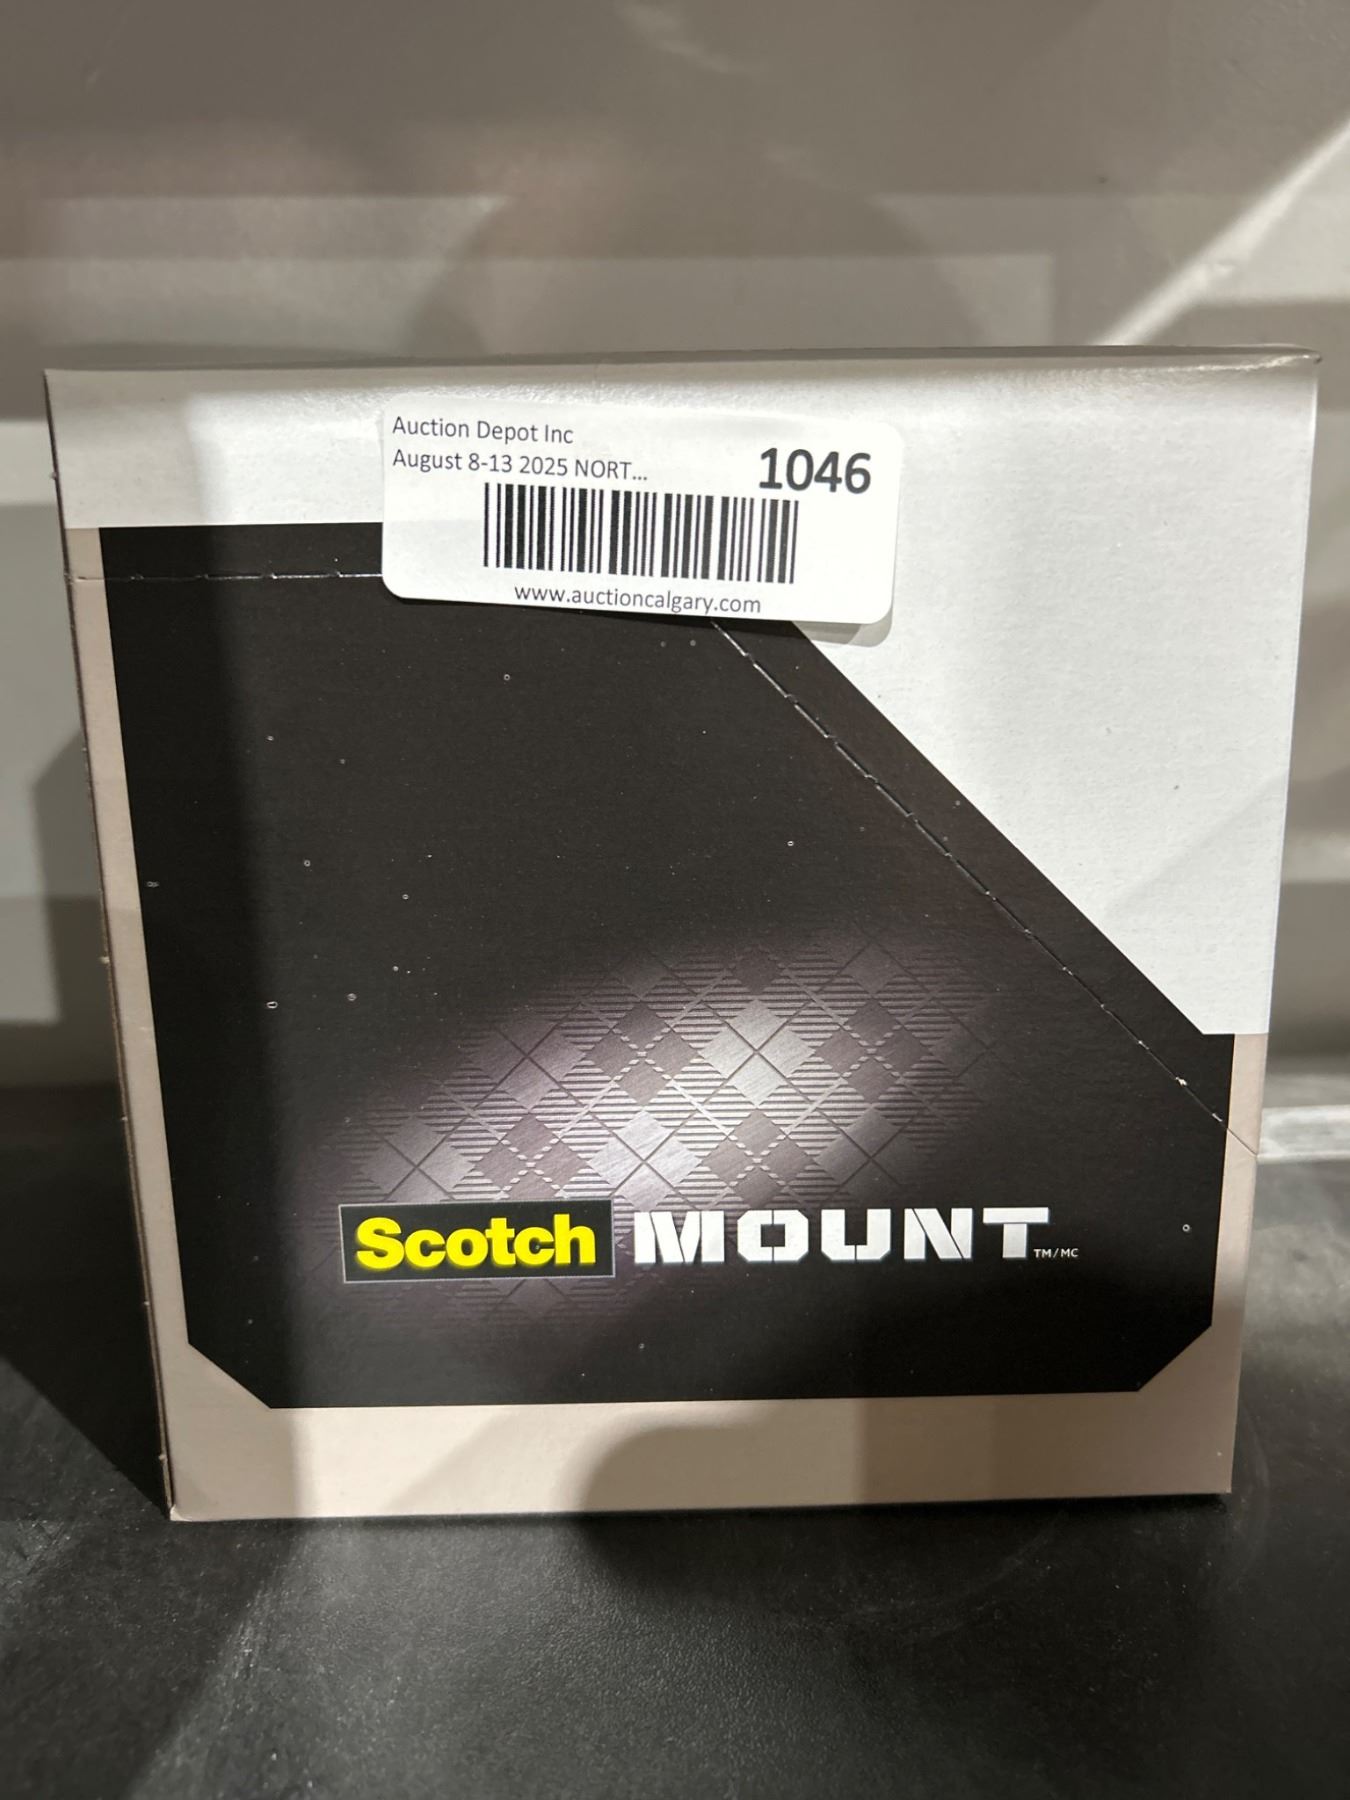 Auction Depot Inc
August 8-13 2025 NORT...
1046
www.auctioncalgary.com
Scotch MOUNT TM/MC